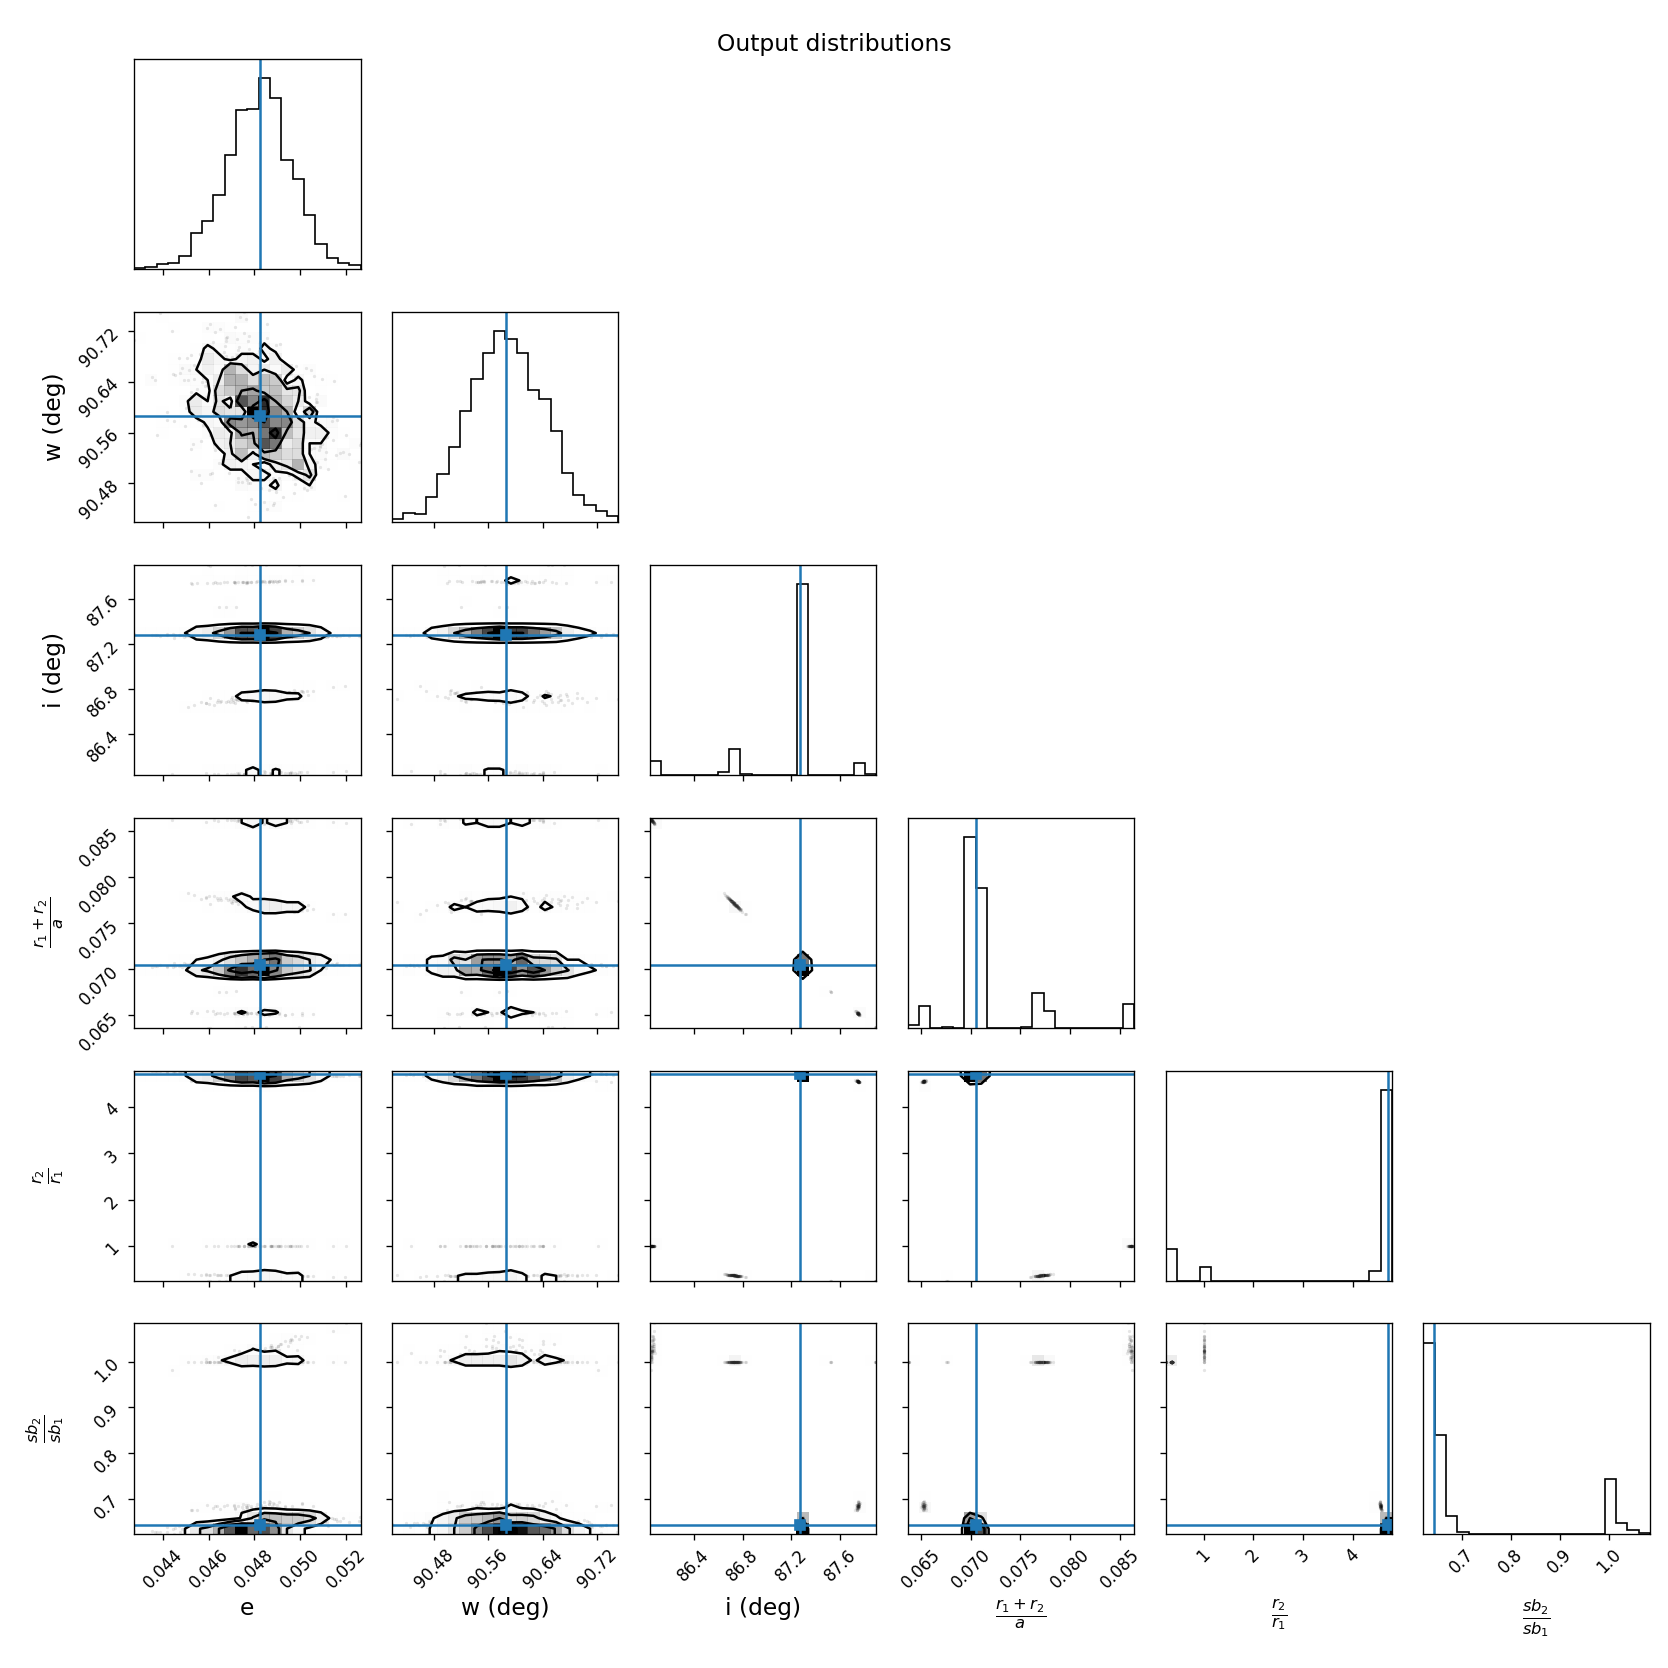 Output distributions
w (deg)
90.72
90.64
90.56
90.48
i (deg)
87.6
87.2
86.8
86.4
r1 + r2
a
0.085
0.080
0.075
0.070
0.065
r2
r1
4
3
2
1
sb2
sb1
1.0
0.9
0.8
0.7
0.044 0.046 0.048 0.050 0.052
e
90.48 90.56 90.64 90.72
w (deg)
86.4 86.8 87.2 87.6
i (deg)
0.065 0.070 0.075 0.080 0.085
r1 + r2
a
1 2 3 4
r2
r1
0.7 0.8 0.9 1.0
sb2
sb1